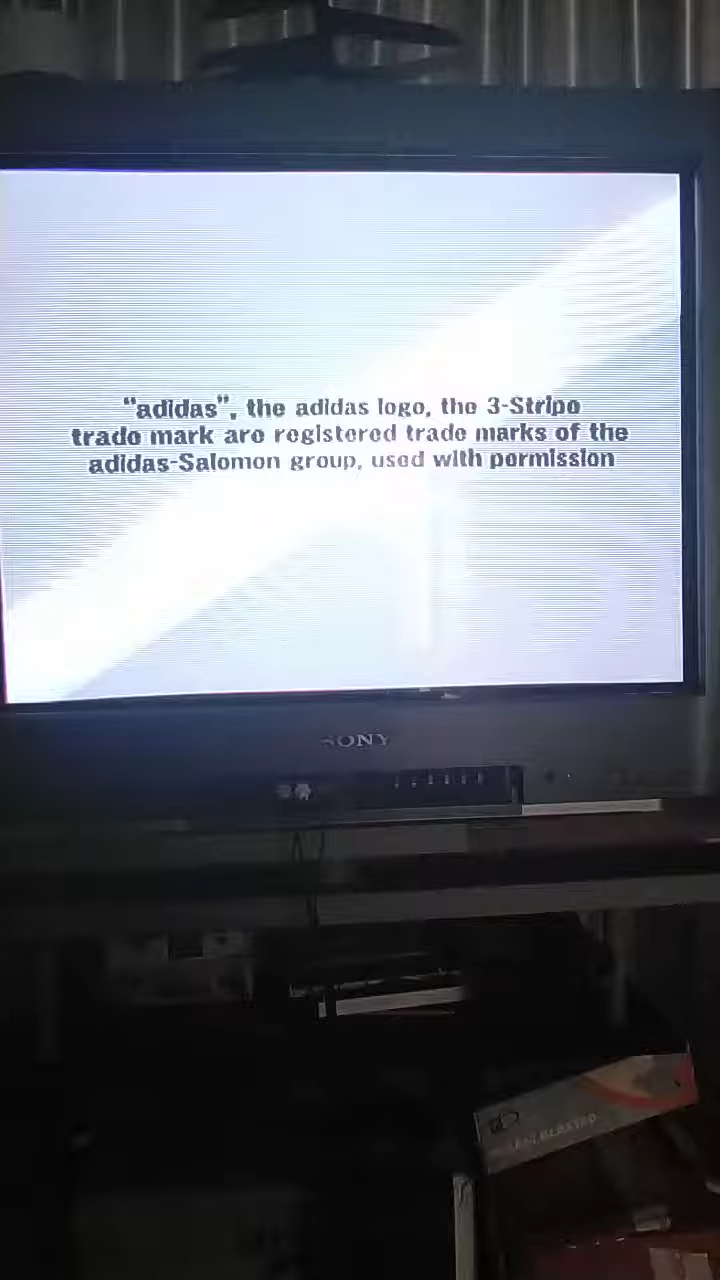 "adidas", the adidas logo, the 3-Stripe
trade mark are registered trade marks of the
adidas-Salomon group, used with permission
SONY